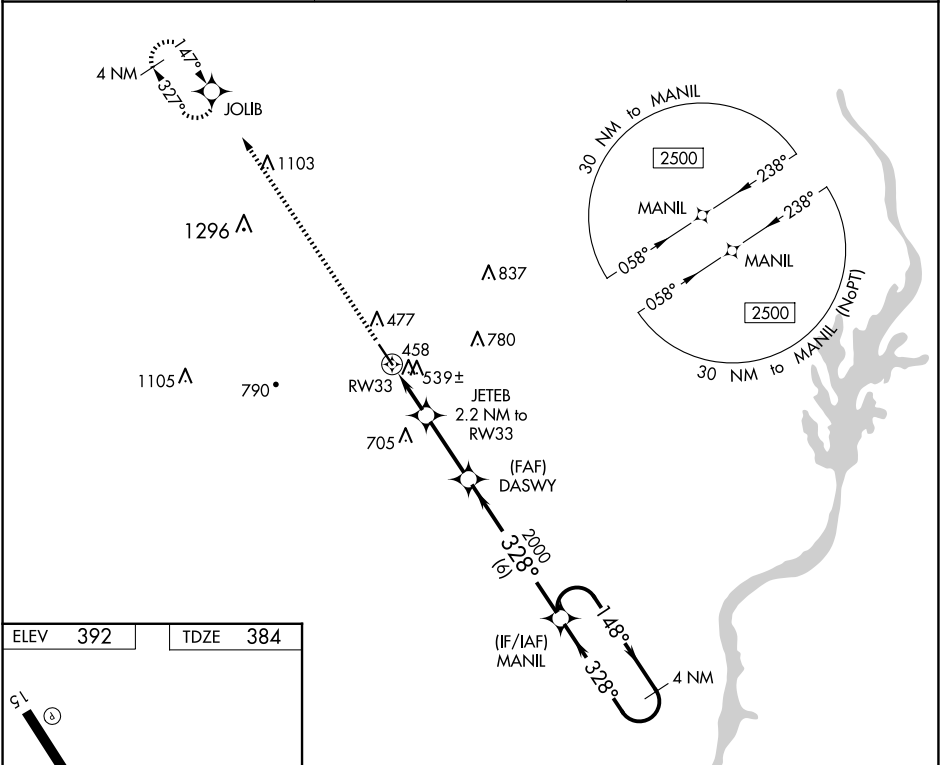 147°
4 NM
327°
JOLIB
1103
1296
30 NM to MANIL
2500
238°
MANIL
058°
238°
MANIL
058°
2500
30 NM to MANIL (NoPT)
837
477
780
458
539±
RW33
1105
790
JETEB
2.2 NM to
RW33
705
(FAF)
DASWY
2000
328°
(6)
(IF/IAF)
MANIL
148°
328°
4 NM
ELEV 392
TDZE 384
15
P